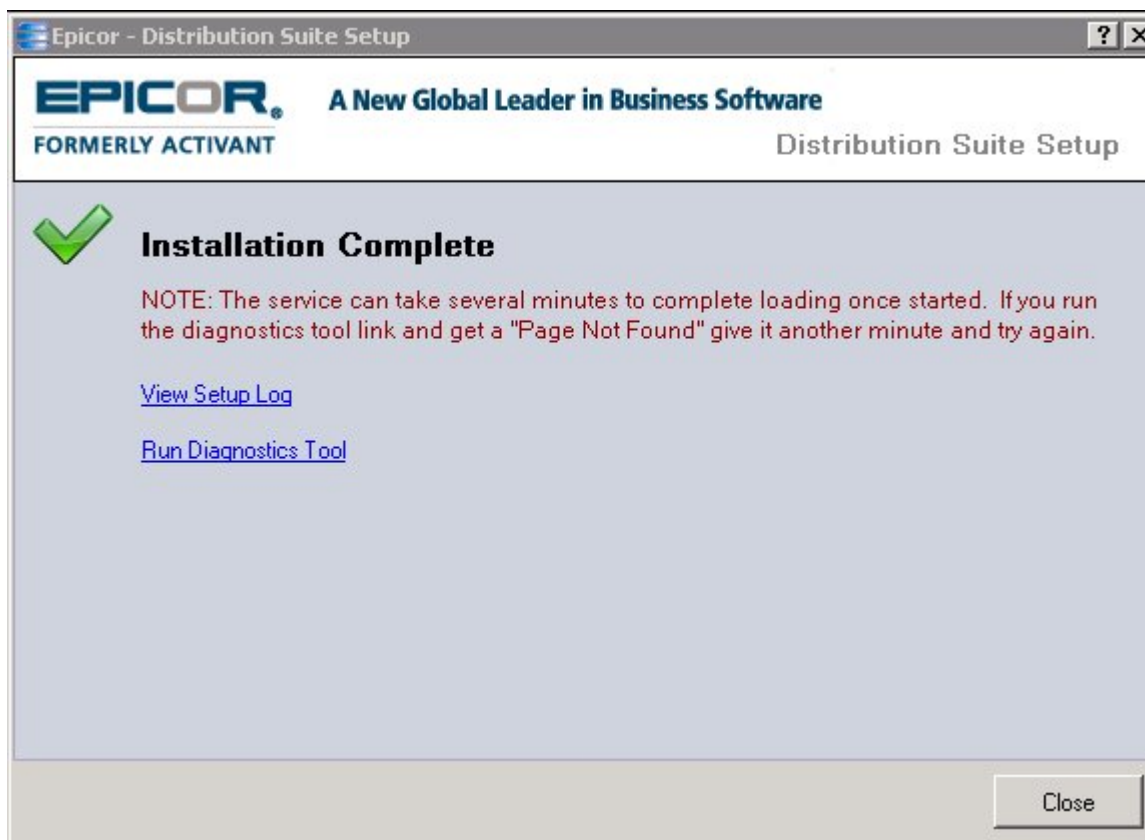 Epicor - Distribution Suite Setup
EPICOR®
A New Global Leader in Business Software
FORMERLY ACTIVANT
Distribution Suite Setup
Installation Complete
NOTE: The service can take several minutes to complete loading once started. If you run
the diagnostics tool link and get a "Page Not Found" give it another minute and try again.
View Setup Log
Run Diagnostics Tool
Close